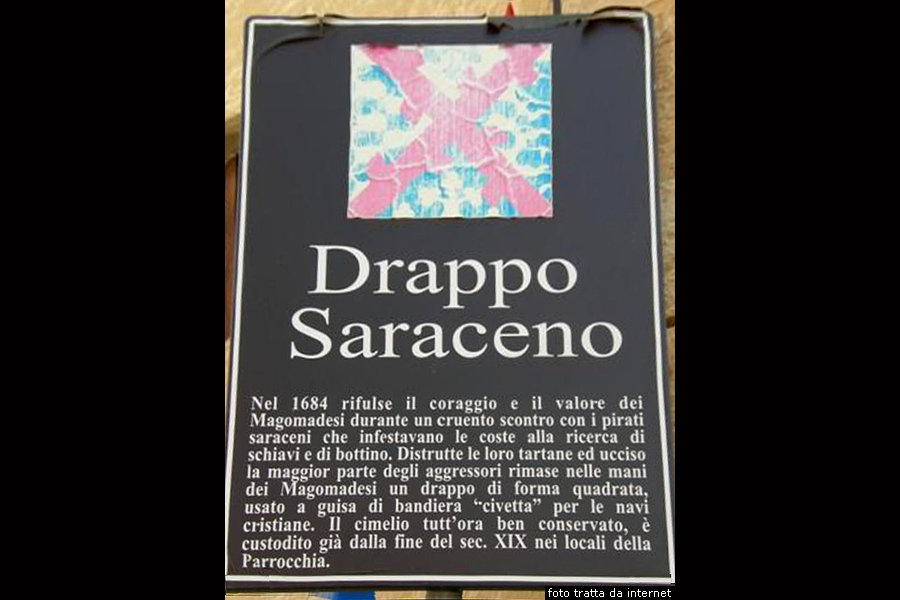 Drappo
Saraceno
Nel 1684 rifulse il coraggio e il valore dei
Magomadesi durante un cruento scontro con i pirati
saraceni che infestavano le coste alla ricerca di
schiavi e di bottino. Distrutte le loro tartane ed ucciso
la maggior parte degli aggressori rimase nelle mani
dei Magomadesi un drappo di forma quadrata,
usato a guisa di bandiera “civetta” per le navi
cristiane. Il cimelio tutt'ora ben conservato, è
custodito già dalla fine del sec. XIX nei locali della
Parrocchia.
foto tratta da internet